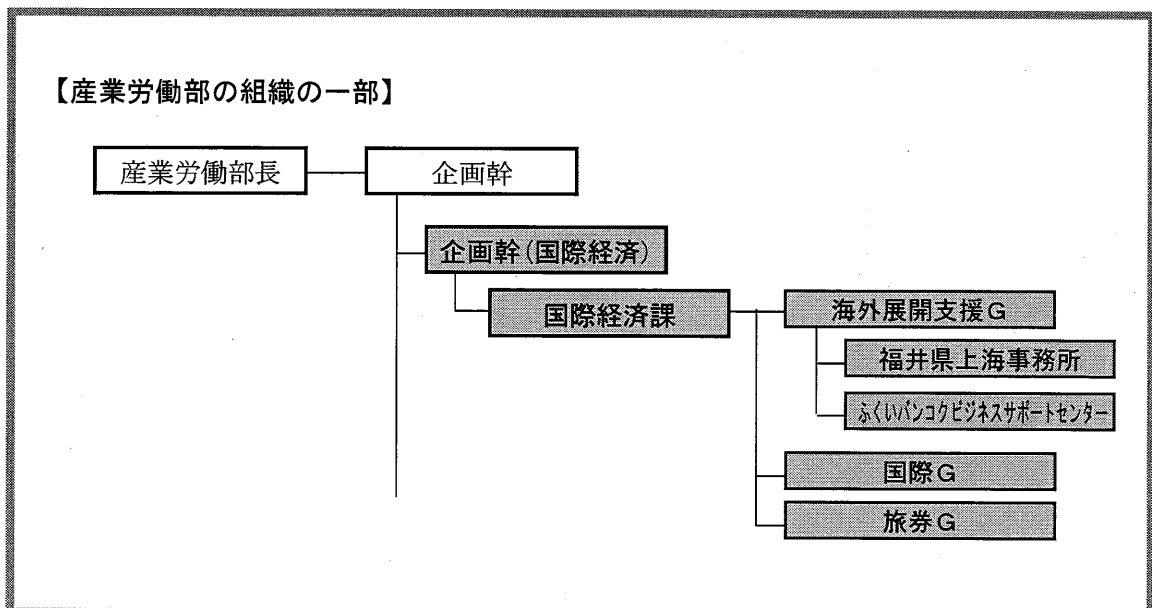 【産業労働部の組織の一部】
産業労働部長
企画幹
企画幹(国際経済)
国際経済課
海外展開支援G
福井県上海事務所
ふくいバンコクビジネスサポートセンター
国際G
旅券G